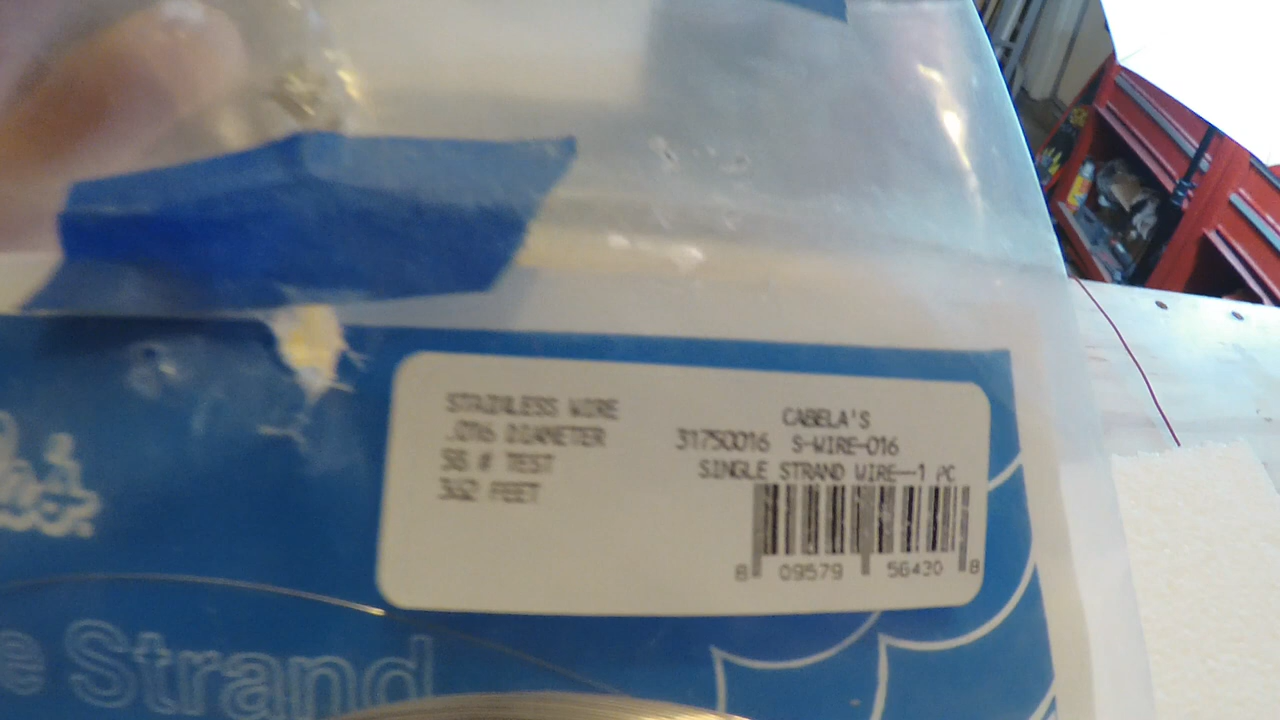 STAINLESS WIRE
.016 DIAMETER
58 # TEST
352 FEET
CABELA'S
31750016 S-WIRE-016
SINGLE STRAND WIRE--1 PC
8 09579 56430 8
e Strand